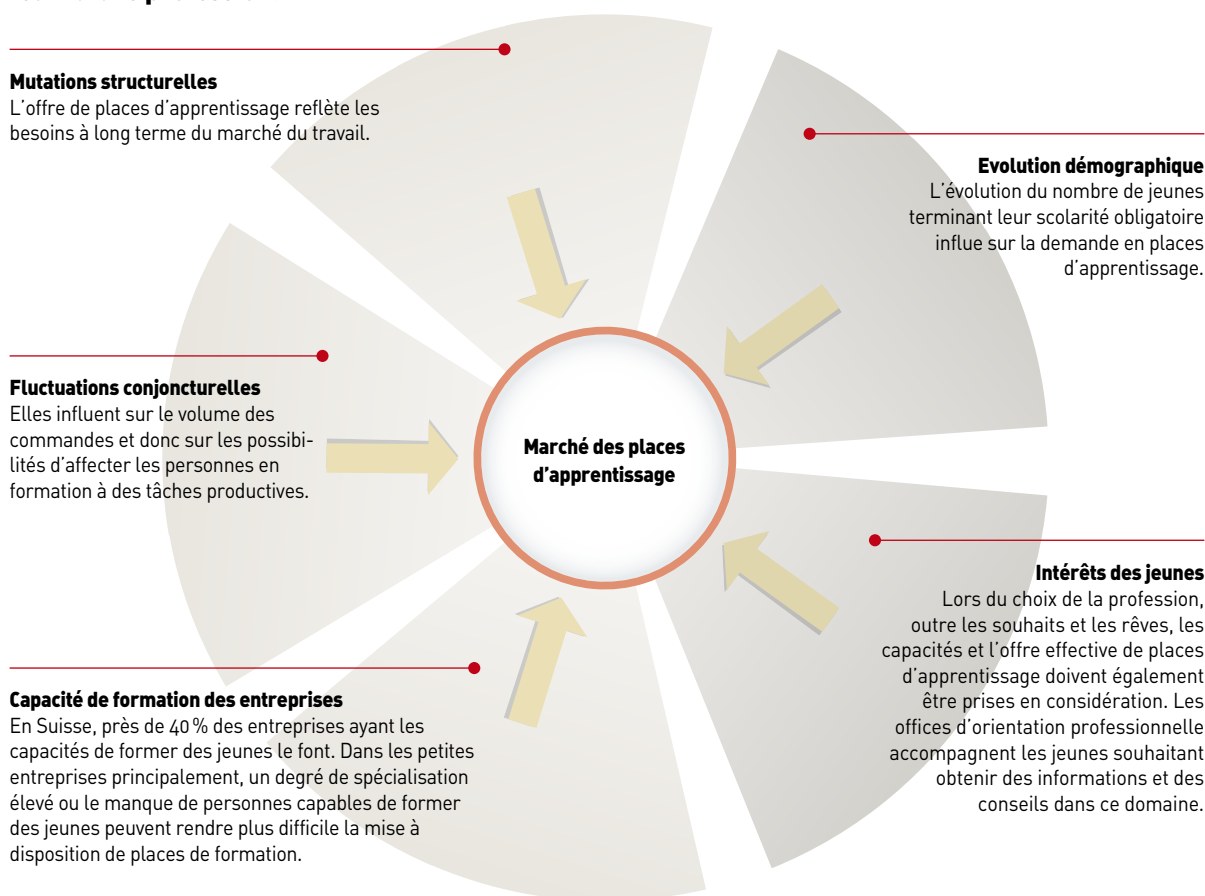 Mutations structurelles
L'offre de places d'apprentissage reflète les
besoins à long terme du marché du travail.
Evolution démographique
L'évolution du nombre de jeunes
terminant leur scolarité obligatoire
influe sur la demande en places
d'apprentissage.
Fluctuations conjoncturelles
Elles influent sur le volume des
commandes et donc sur les possibi-
lités d'affecter les personnes en
formation à des tâches productives.
Marché des places
d'apprentissage
Intérêts des jeunes
Lors du choix de la profession,
outre les souhaits et les rêves, les
capacités et l'offre effective de places
d'apprentissage doivent également
être prises en considération. Les
offices d'orientation professionnelle
accompagnent les jeunes souhaitant
obtenir des informations et des
conseils dans ce domaine.
Capacité de formation des entreprises
En Suisse, près de 40 % des entreprises ayant les
capacités de former des jeunes le font. Dans les petites
entreprises principalement, un degré de spécialisation
élevé ou le manque de personnes capables de former
des jeunes peuvent rendre plus difficile la mise à
disposition de places de formation.